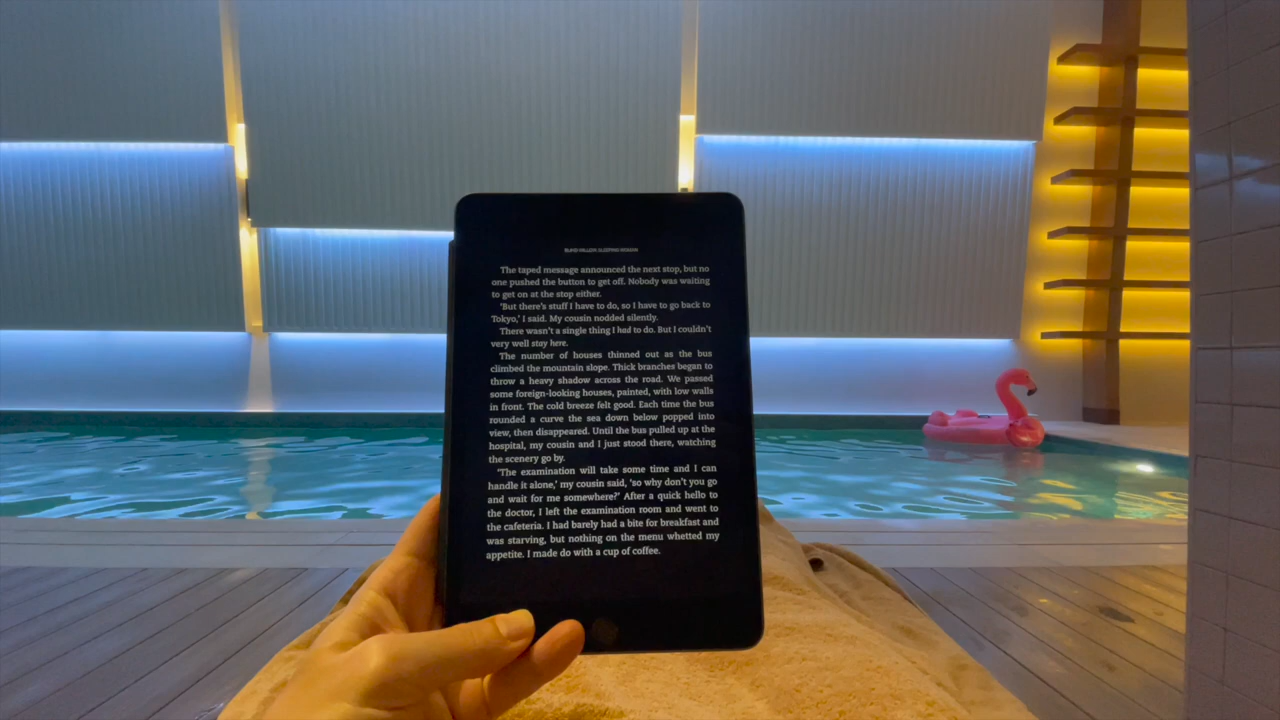 BLIND WILLOW, SLEEPING WOMAN
The taped message announced the next stop, but no
one pushed the button to get off. Nobody was waiting
to get on at the stop either.
‘But there’s stuff I have to do, so I have to go back to
Tokyo,’ I said. My cousin nodded silently.
There wasn’t a single thing I had to do. But I couldn’t
very well stay here.
The number of houses thinned out as the bus
climbed the mountain slope. Thick branches began to
throw a heavy shadow across the road. We passed
some foreign-looking houses, painted, with low walls
in front. The cold breeze felt good. Each time the bus
rounded a curve the sea down below popped into
view, then disappeared. Until the bus pulled up at the
hospital, my cousin and I just stood there, watching
the scenery go by.
‘The examination will take some time and I can
handle it alone,’ my cousin said, ‘so why don’t you go
and wait for me somewhere?’ After a quick hello to
the doctor, I left the examination room and went to
the cafeteria. I had barely had a bite for breakfast and
was starving, but nothing on the menu whetted my
appetite. I made do with a cup of coffee.